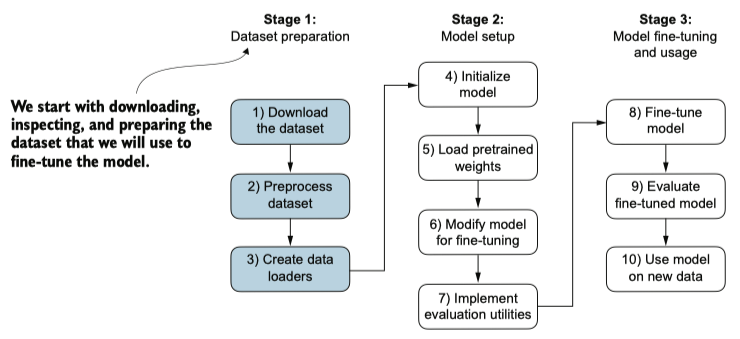 Stage 1:
Dataset preparation
Stage 2:
Model setup
Stage 3:
Model fine-tuning
and usage
We start with downloading,
inspecting, and preparing the
dataset that we will use to
fine-tune the model.
1) Download
the dataset
2) Preprocess
dataset
3) Create data
loaders
4) Initialize
model
5) Load pretrained
weights
6) Modify model
for fine-tuning
7) Implement
evaluation utilities
8) Fine-tune
model
9) Evaluate
fine-tuned model
10) Use model
on new data